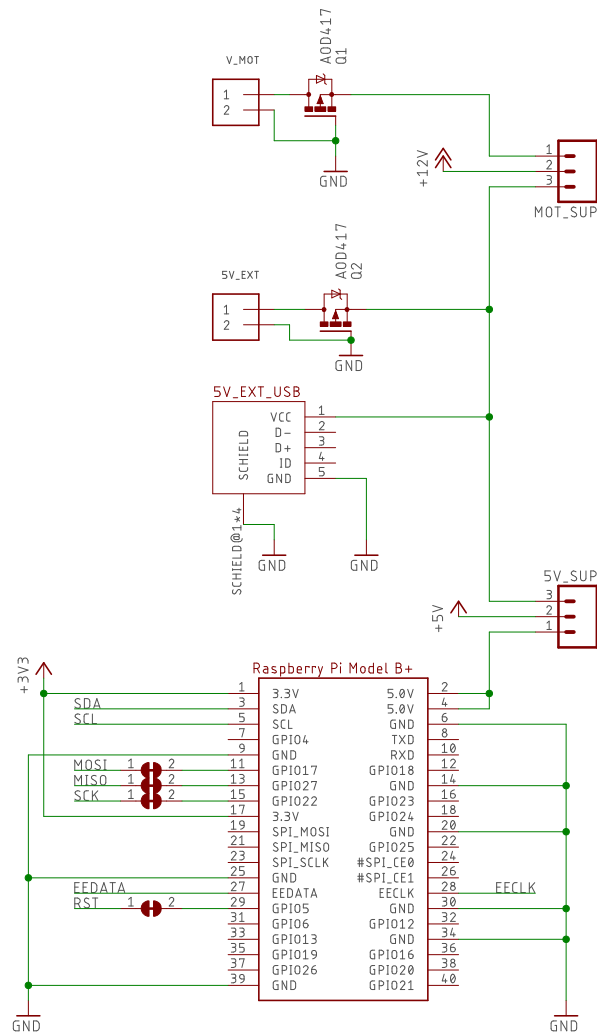 AOD417
Q1
V_MOT
1
2
GND
+12V
1
2
3
MOT_SUP
AOD417
Q2
5V_EXT
1
2
GND
5V_EXT_USB
SCHIELD
VCC 1
D- 2
D+ 3
ID 4
GND 5
SCHIELD@1*4
GND
GND
5V_SUP
3
2
1
+5V
+3V3
Raspberry Pi Model B+
1 3.3V 5.0V 2
SDA 3 SDA 5.0V 4
SCL 5 SCL GND 6
7 GPIO4 TXD 8
9 GND RXD 10
MOSI 1 2 11 GPIO17 GPIO18 12
MISO 1 2 13 GPIO27 GND 14
SCK 1 2 15 GPIO22 GPIO23 16
17 3.3V GPIO24 18
19 SPI_MOSI GND 20
21 SPI_MISO GPIO25 22
23 SPI_SCLK #SPI_CE0 24
25 GND #SPI_CE1 26
EEDATA 27 EEDATA EECLK 28 EECLK
RST 1 2 29 GPIO5 GND 30
31 GPIO6 GPIO12 32
33 GPIO13 GND 34
35 GPIO19 GPIO16 36
37 GPIO26 GPIO20 38
39 GND GPIO21 40
GND
GND